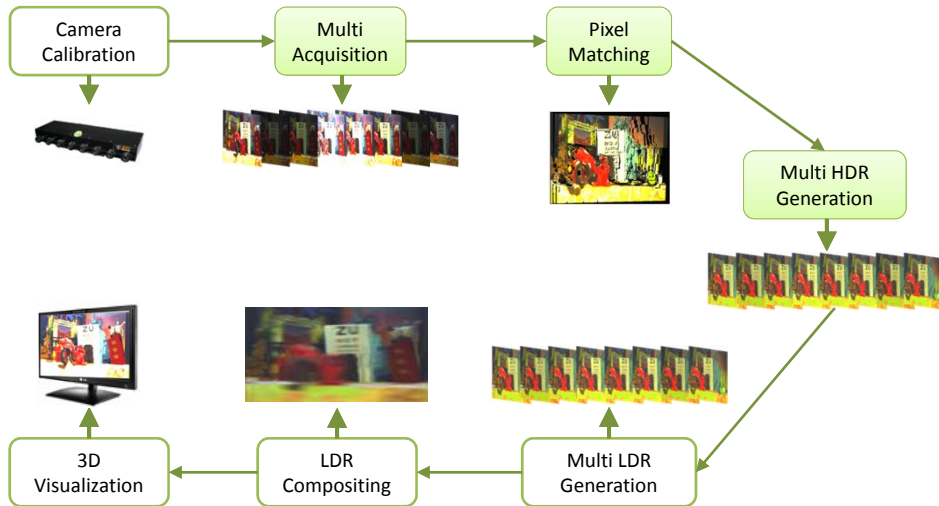 Camera
Calibration
Multi
Acquisition
Pixel
Matching
Multi HDR
Generation
3D
Visualization
LDR
Compositing
Multi LDR
Generation